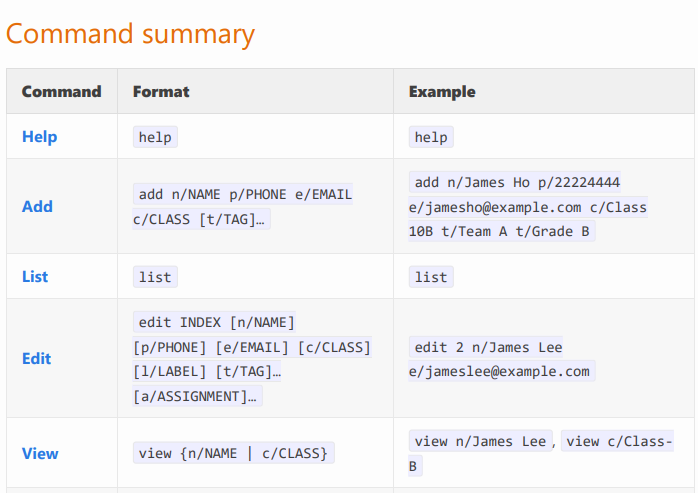 Command summary
Command Format Example
Help help help
Add add n/NAME p/PHONE e/EMAIL
c/CLASS [t/TAG]… add n/James Ho p/22224444
e/jamesho@example.com c/Class
10B t/Team A t/Grade B
List list list
Edit edit INDEX [n/NAME]
[p/PHONE] [e/EMAIL] [c/CLASS]
[l/LABEL] [t/TAG]…
[a/ASSIGNMENT]… edit 2 n/James Lee
e/jameslee@example.com
View view {n/NAME | c/CLASS} view n/James Lee, view c/Class-
B